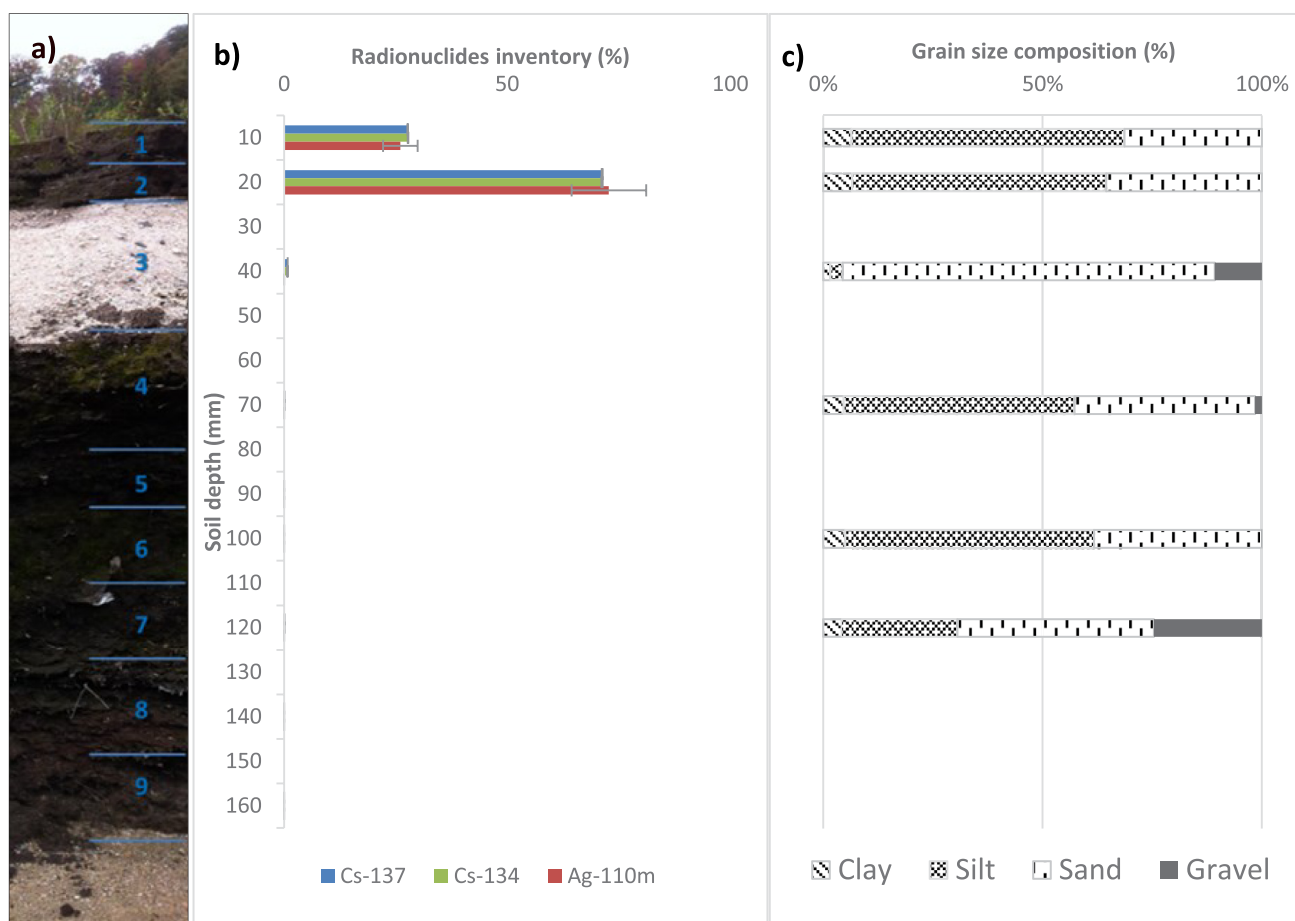 a)
1
2
3
4
5
6
7
8
9
b)
Radionuclides inventory (%)
0 50 100
Soil depth (mm)
10
20
30
40
50
60
70
80
90
100
110
120
130
140
150
160
Cs-137 Cs-134 Ag-110m
c)
Grain size composition (%)
0% 50% 100%
Clay Silt Sand Gravel